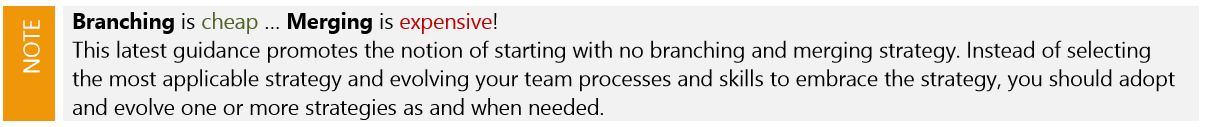 NOTE
Branching is cheap ... Merging is expensive!
This latest guidance promotes the notion of starting with no branching and merging strategy. Instead of selecting
the most applicable strategy and evolving your team processes and skills to embrace the strategy, you should adopt
and evolve one or more strategies as and when needed.